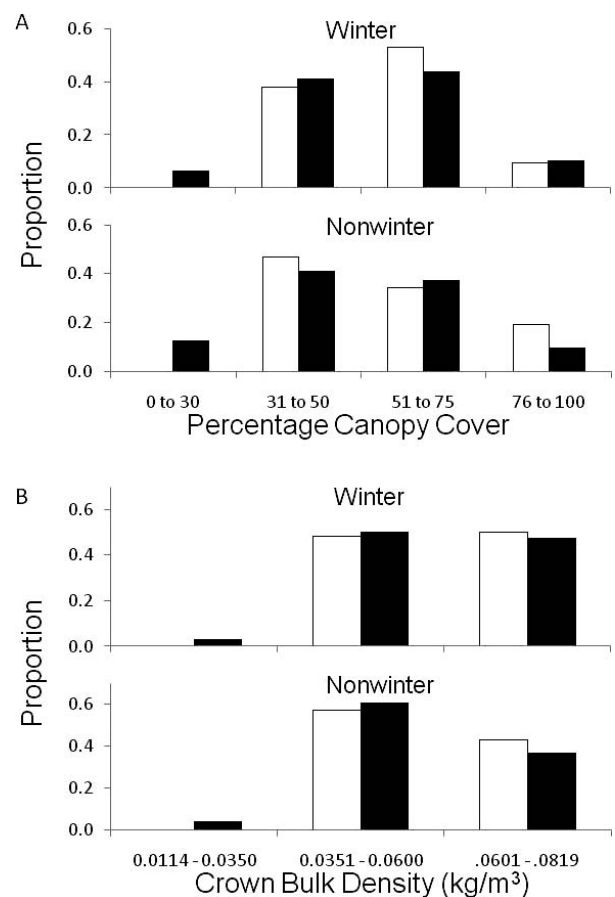 A
Winter
0.6
0.4
0.2
0.0
Nonwinter
0.6
0.4
0.2
0.0
Proportion
0 to 30 31 to 50 51 to 75 76 to 100
Percentage Canopy Cover
B
Winter
0.6
0.4
0.2
0.0
Nonwinter
0.6
0.4
0.2
0.0
Proportion
0.0114 - 0.0350 0.0351 - 0.0600 .0601 - .0819
Crown Bulk Density (kg/m³)